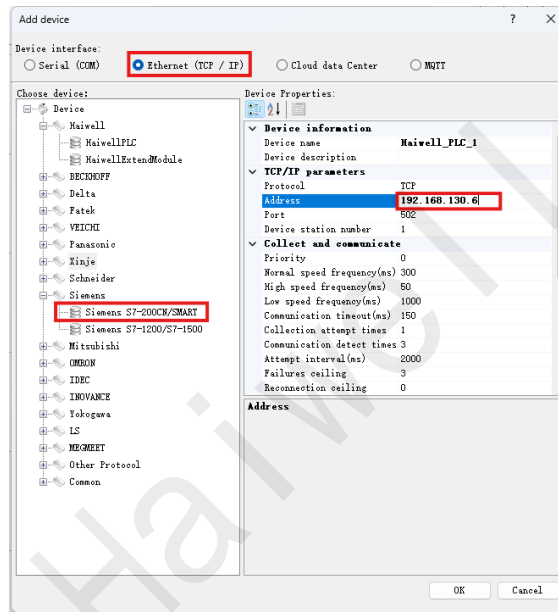 Add device ? ×
Device interface:
Serial (COM) Ethernet (TCP / IP) Cloud data Center MQTT
Choose device:
Device
Haiwell
HaiwellPLC
HaiwellExtendModule
BECKHOFF
Delta
Fatek
VEICHI
Panasonic
Xinje
Schneider
Siemens
Siemens S7-200CN/SMART
Siemens S7-1200/S7-1500
Mitsubishi
OMRON
IDEC
INOVANCE
Yokogawa
LS
MEGMEET
Other Protocol
Common
Device Properties:
Device information
Device name Haiwell_PLC_1
Device description
TCP/IP parameters
Protocol TCP
Address 192.168.130.6
Port 502
Device station number 1
Collect and communicate
Priority 0
Normal speed frequency(ms) 300
High speed frequency(ms) 50
Low speed frequency(ms) 1000
Communication timeout(ms) 150
Collection attempt times 1
Communication detect times 3
Attempt interval(ms) 2000
Failures ceiling 3
Reconnection ceiling 0
Address
OK Cancel
Haiwell